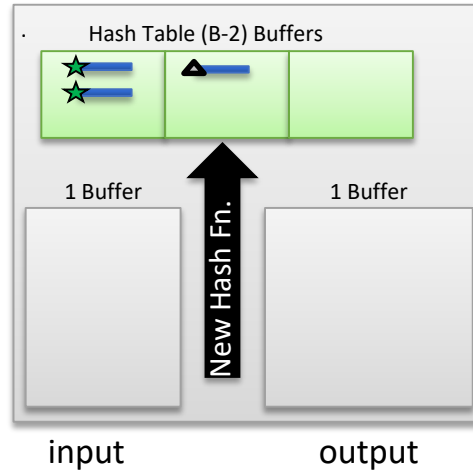 .
Hash Table (B-2) Buffers
1 Buffer
New Hash Fn.
1 Buffer
input
output